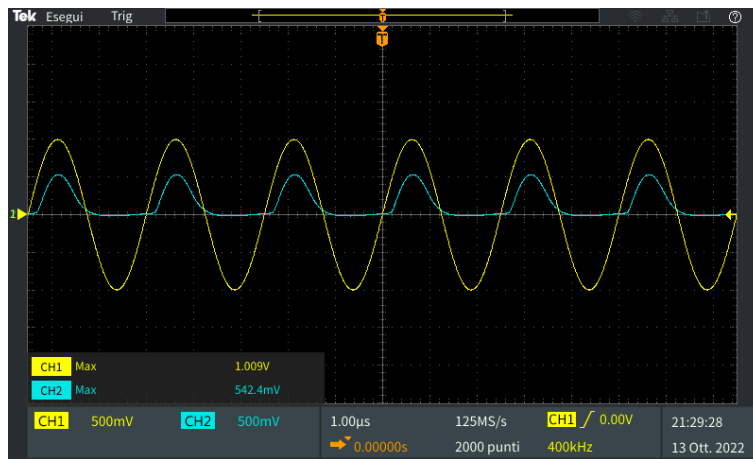 Tek Esegui Trig
T
T
2
CH1 Max 1.009V
CH2 Max 542.4mV
CH1 500mV CH2 500mV 1.00µs 125MS/s CH1 0.00V 21:29:28
0.00000s 2000 punti 400kHz 13 Ott. 2022